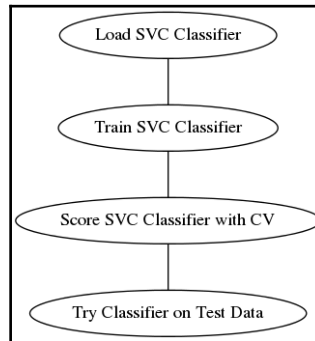 Load SVC Classifier
Train SVC Classifier
Score SVC Classifier with CV
Try Classifier on Test Data